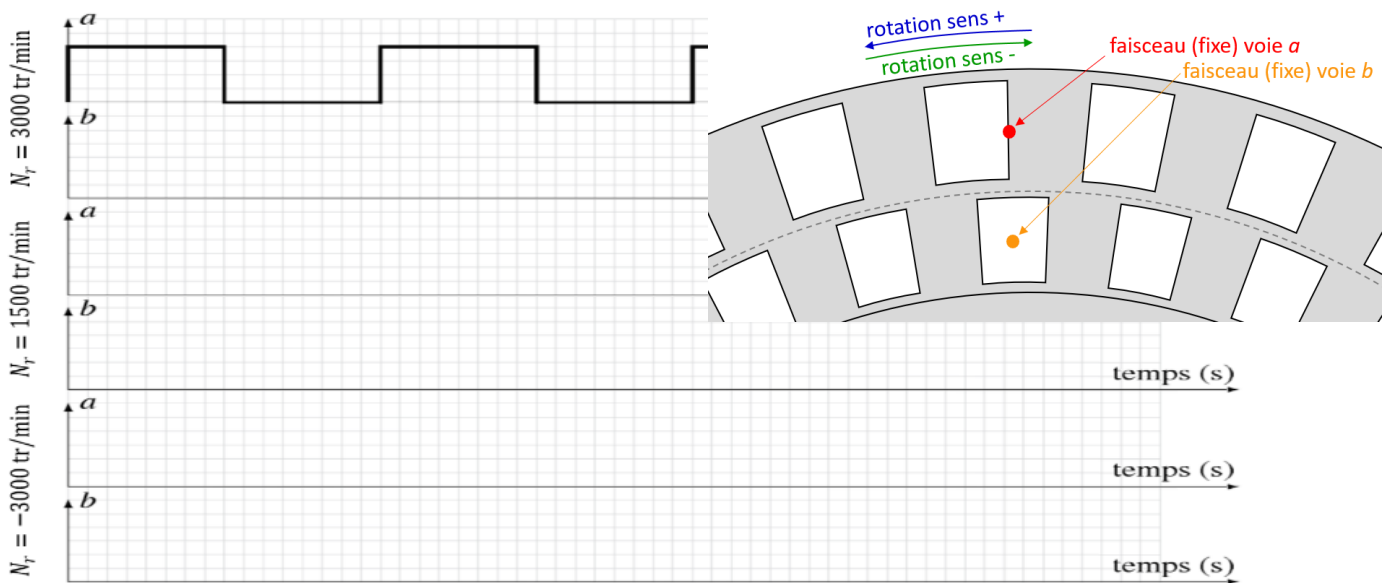 a
N_r = 3000 tr/min
b
a
N_r = 1500 tr/min
b
temps (s)
a
temps (s)
N_r = −3000 tr/min
b
temps (s)
rotation sens +
rotation sens -
faisceau (fixe) voie a
faisceau (fixe) voie b